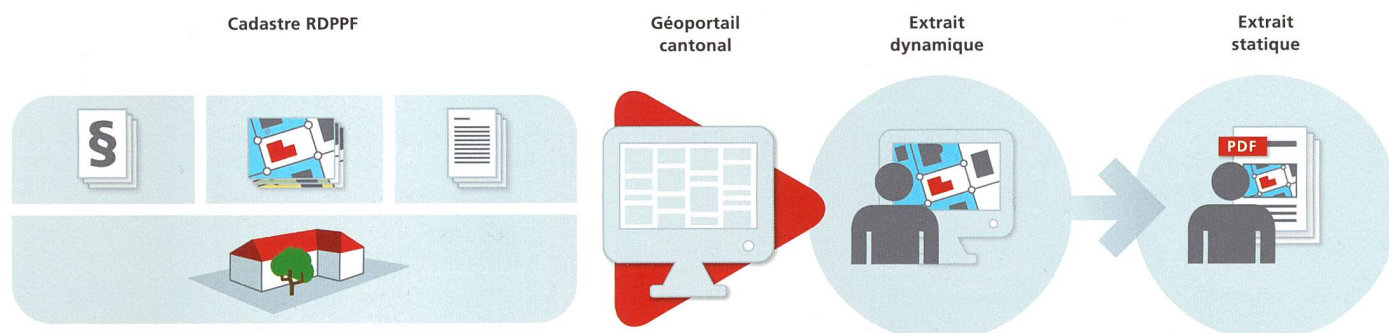 Cadastre RDPPF
Géoportail
cantonal
Extrait
dynamique
Extrait
statique
§
PDF